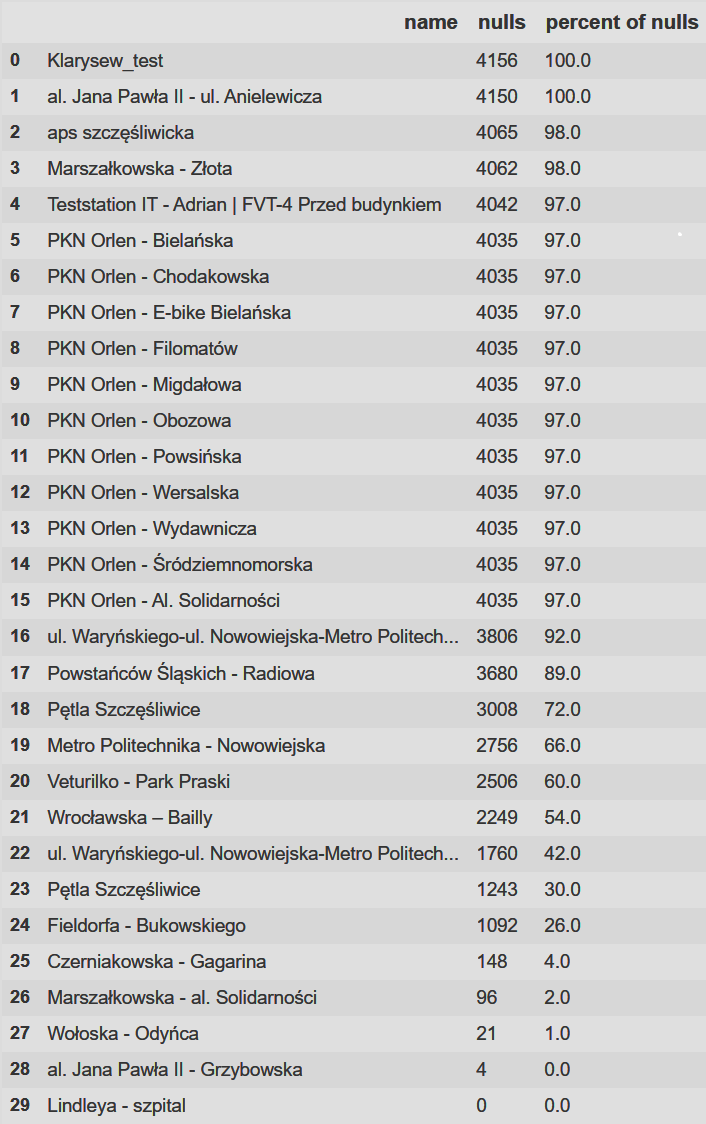 name nulls percent of nulls
0 Klarysew_test 4156 100.0
1 al. Jana Pawła II - ul. Anielewicza 4150 100.0
2 aps szczęśliwicka 4065 98.0
3 Marszałkowska - Złota 4062 98.0
4 Teststation IT - Adrian | FVT-4 Przed budynkiem 4042 97.0
5 PKN Orlen - Bielańska 4035 97.0
6 PKN Orlen - Chodakowska 4035 97.0
7 PKN Orlen - E-bike Bielańska 4035 97.0
8 PKN Orlen - Filomatów 4035 97.0
9 PKN Orlen - Migdałowa 4035 97.0
10 PKN Orlen - Obozowa 4035 97.0
11 PKN Orlen - Powsińska 4035 97.0
12 PKN Orlen - Wersalska 4035 97.0
13 PKN Orlen - Wydawnicza 4035 97.0
14 PKN Orlen - Śródziemnomorska 4035 97.0
15 PKN Orlen - Al. Solidarności 4035 97.0
16 ul. Waryńskiego-ul. Nowowiejska-Metro Politech... 3806 92.0
17 Powstańców Śląskich - Radiowa 3680 89.0
18 Pętla Szczęśliwice 3008 72.0
19 Metro Politechnika - Nowowiejska 2756 66.0
20 Veturilko - Park Praski 2506 60.0
21 Wrocławska – Bailly 2249 54.0
22 ul. Waryńskiego-ul. Nowowiejska-Metro Politech... 1760 42.0
23 Pętla Szczęśliwice 1243 30.0
24 Fieldorfa - Bukowskiego 1092 26.0
25 Czerniakowska - Gagarina 148 4.0
26 Marszałkowska - al. Solidarności 96 2.0
27 Wołoska - Odyńca 21 1.0
28 al. Jana Pawła II - Grzybowska 4 0.0
29 Lindleya - szpital 0 0.0